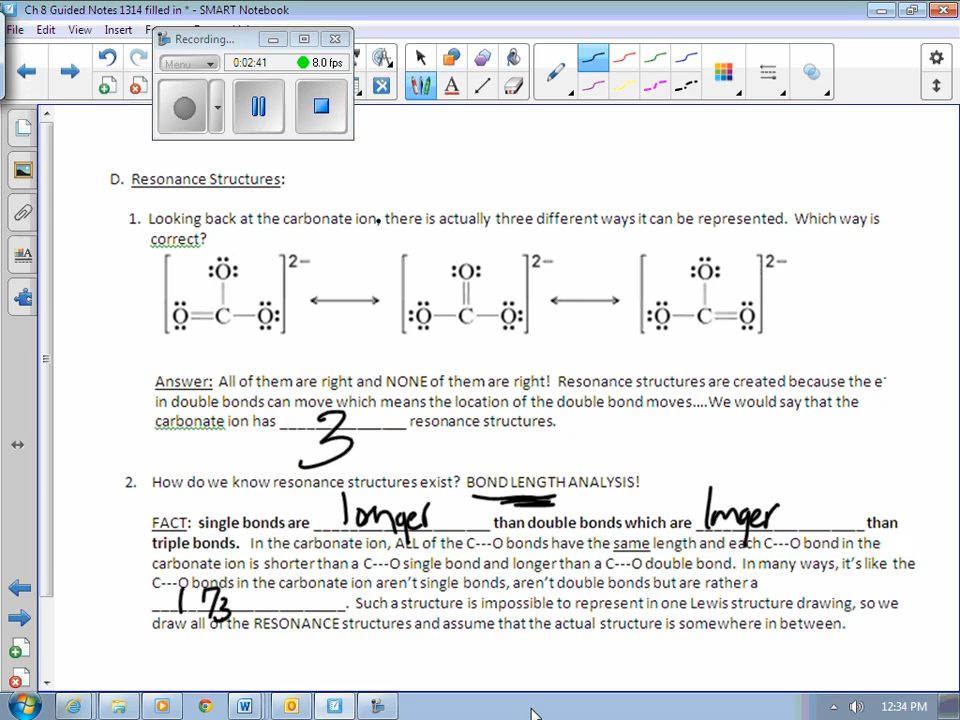 Ch 8 Guided Notes 1314 filled in * - SMART Notebook
File Edit View Insert
Recording...
Menu 0:02:41 8.0 fps
D. Resonance Structures:
1. Looking back at the carbonate ion, there is actually three different ways it can be represented. Which way is
correct?
:Ö: 2− :O: 2− :Ö: 2−
Ö=C—Ö: :Ö—C—Ö: :Ö—C=Ö
Answer: All of them are right and NONE of them are right! Resonance structures are created because the e-
in double bonds can move which means the location of the double bond moves....We would say that the
carbonate ion has 3 resonance structures.
2. How do we know resonance structures exist? BOND LENGTH ANALYSIS!
FACT: single bonds are longer than double bonds which are longer than
triple bonds. In the carbonate ion, ALL of the C---O bonds have the same length and each C---O bond in the
carbonate ion is shorter than a C---O single bond and longer than a C---O double bond. In many ways, it's like the
C---O bonds in the carbonate ion aren't single bonds, aren't double bonds but are rather a
1 ⅓. Such a structure is impossible to represent in one Lewis structure drawing, so we
draw all of the RESONANCE structures and assume that the actual structure is somewhere in between.
12:34 PM